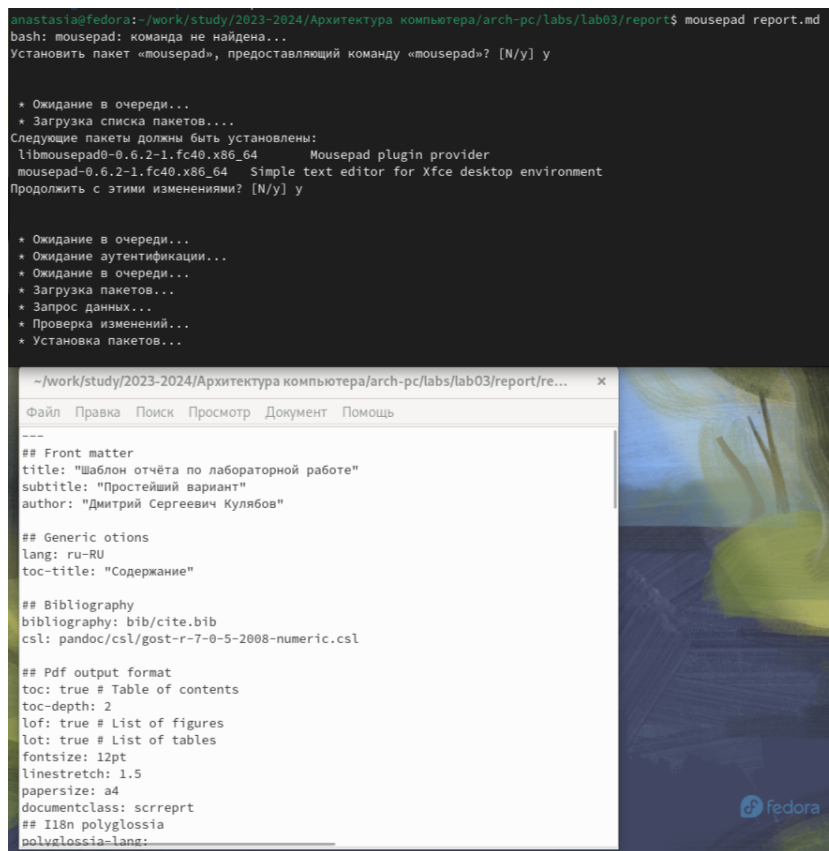 anastasia@fedora:~/work/study/2023-2024/Архитектура компьютера/arch-pc/labs/lab03/report$ mousepad report.md
bash: mousepad: команда не найдена...
Установить пакет «mousepad», предоставляющий команду «mousepad»? [N/y] y
* Ожидание в очереди...
* Загрузка списка пакетов....
Следующие пакеты должны быть установлены:
libmousepad0-0.6.2-1.fc40.x86_64 Mousepad plugin provider
mousepad-0.6.2-1.fc40.x86_64 Simple text editor for Xfce desktop environment
Продолжить с этими изменениями? [N/y] y
* Ожидание в очереди...
* Ожидание аутентификации...
* Ожидание в очереди...
* Загрузка пакетов...
* Запрос данных...
* Проверка изменений...
* Установка пакетов...
~/work/study/2023-2024/Архитектура компьютера/arch-pc/labs/lab03/report/re... ×
Файл Правка Поиск Просмотр Документ Помощь
---
## Front matter
title: "Шаблон отчёта по лабораторной работе"
subtitle: "Простейший вариант"
author: "Дмитрий Сергеевич Кулябов"
## Generic otions
lang: ru-RU
toc-title: "Содержание"
## Bibliography
bibliography: bib/cite.bib
csl: pandoc/csl/gost-r-7-0-5-2008-numeric.csl
## Pdf output format
toc: true # Table of contents
toc-depth: 2
lof: true # List of figures
lot: true # List of tables
fontsize: 12pt
linestretch: 1.5
papersize: a4
documentclass: scrreprt
## I18n polyglossia
polyglossia-lang:
fedora